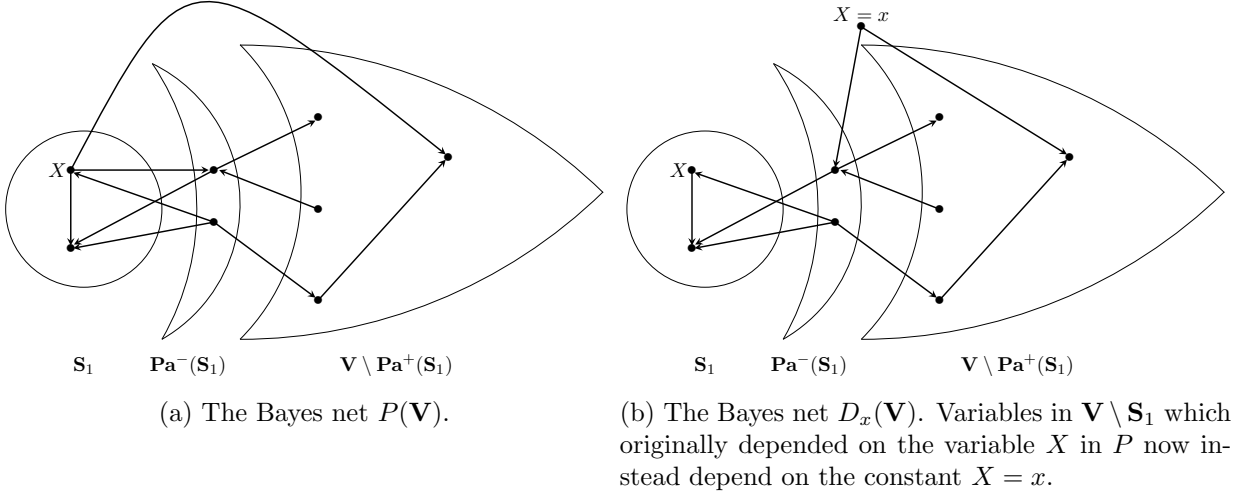 X
S₁ Pa⁻(S₁) V \ Pa⁺(S₁)
(a) The Bayes net P(V).
X = x
X
S₁ Pa⁻(S₁) V \ Pa⁺(S₁)
(b) The Bayes net Dₓ(V). Variables in V \ S₁ which
originally depended on the variable X in P now in-
stead depend on the constant X = x.